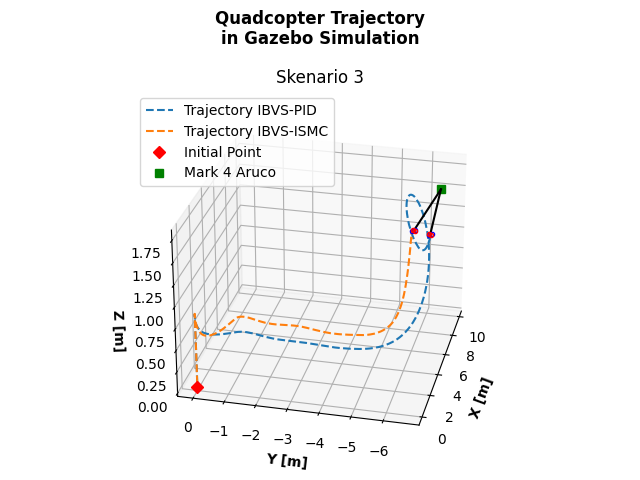 Quadcopter Trajectory
in Gazebo Simulation
Skenario 3
Trajectory IBVS-PID
Trajectory IBVS-ISMC
Initial Point
Mark 4 Aruco
1.75
1.50
1.25
1.00
0.75
0.50
0.25
0.00
Z [m]
0
−1
−2
−3
−4
−5
−6
Y [m]
10
8
6
4
2
0
X [m]